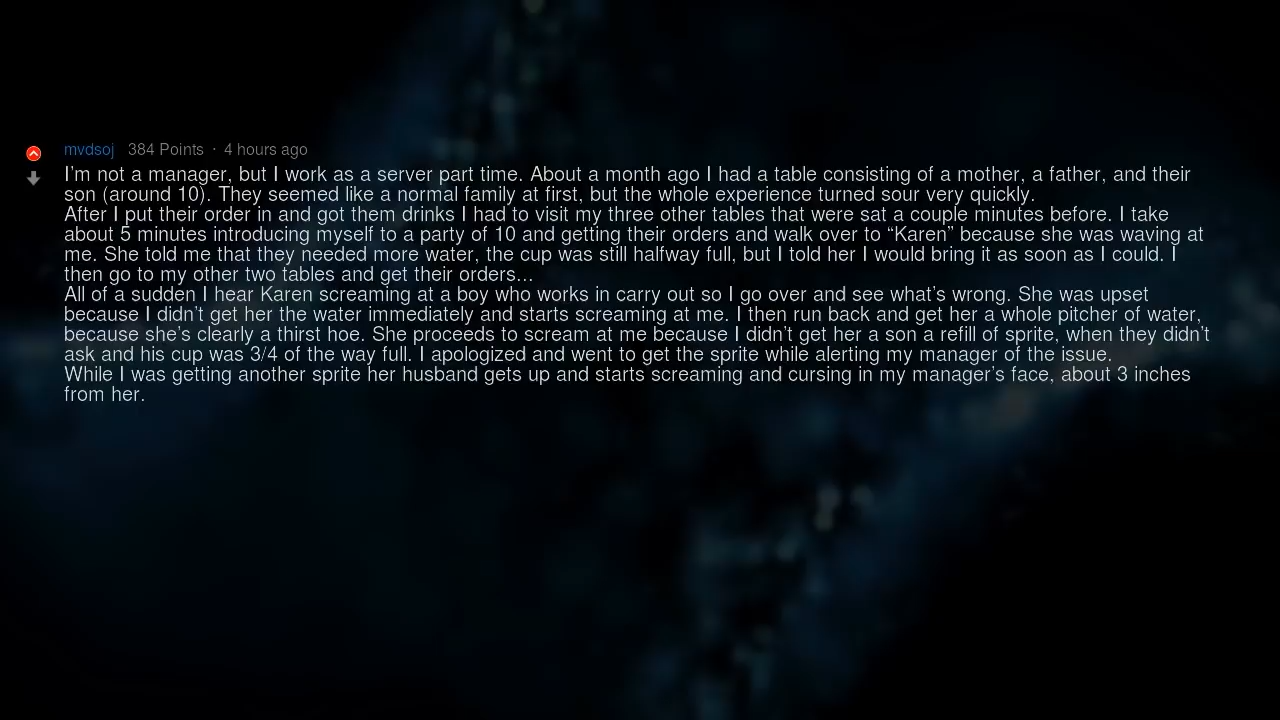 mvdsoj 384 Points · 4 hours ago
I'm not a manager, but I work as a server part time. About a month ago I had a table consisting of a mother, a father, and their
son (around 10). They seemed like a normal family at first, but the whole experience turned sour very quickly.
After I put their order in and got them drinks I had to visit my three other tables that were sat a couple minutes before. I take
about 5 minutes introducing myself to a party of 10 and getting their orders and walk over to “Karen” because she was waving at
me. She told me that they needed more water, the cup was still halfway full, but I told her I would bring it as soon as I could. I
then go to my other two tables and get their orders...
All of a sudden I hear Karen screaming at a boy who works in carry out so I go over and see what's wrong. She was upset
because I didn't get her the water immediately and starts screaming at me. I then run back and get her a whole pitcher of water,
because she's clearly a thirst hoe. She proceeds to scream at me because I didn't get her a son a refill of sprite, when they didn't
ask and his cup was 3/4 of the way full. I apologized and went to get the sprite while alerting my manager of the issue.
While I was getting another sprite her husband gets up and starts screaming and cursing in my manager's face, about 3 inches
from her.